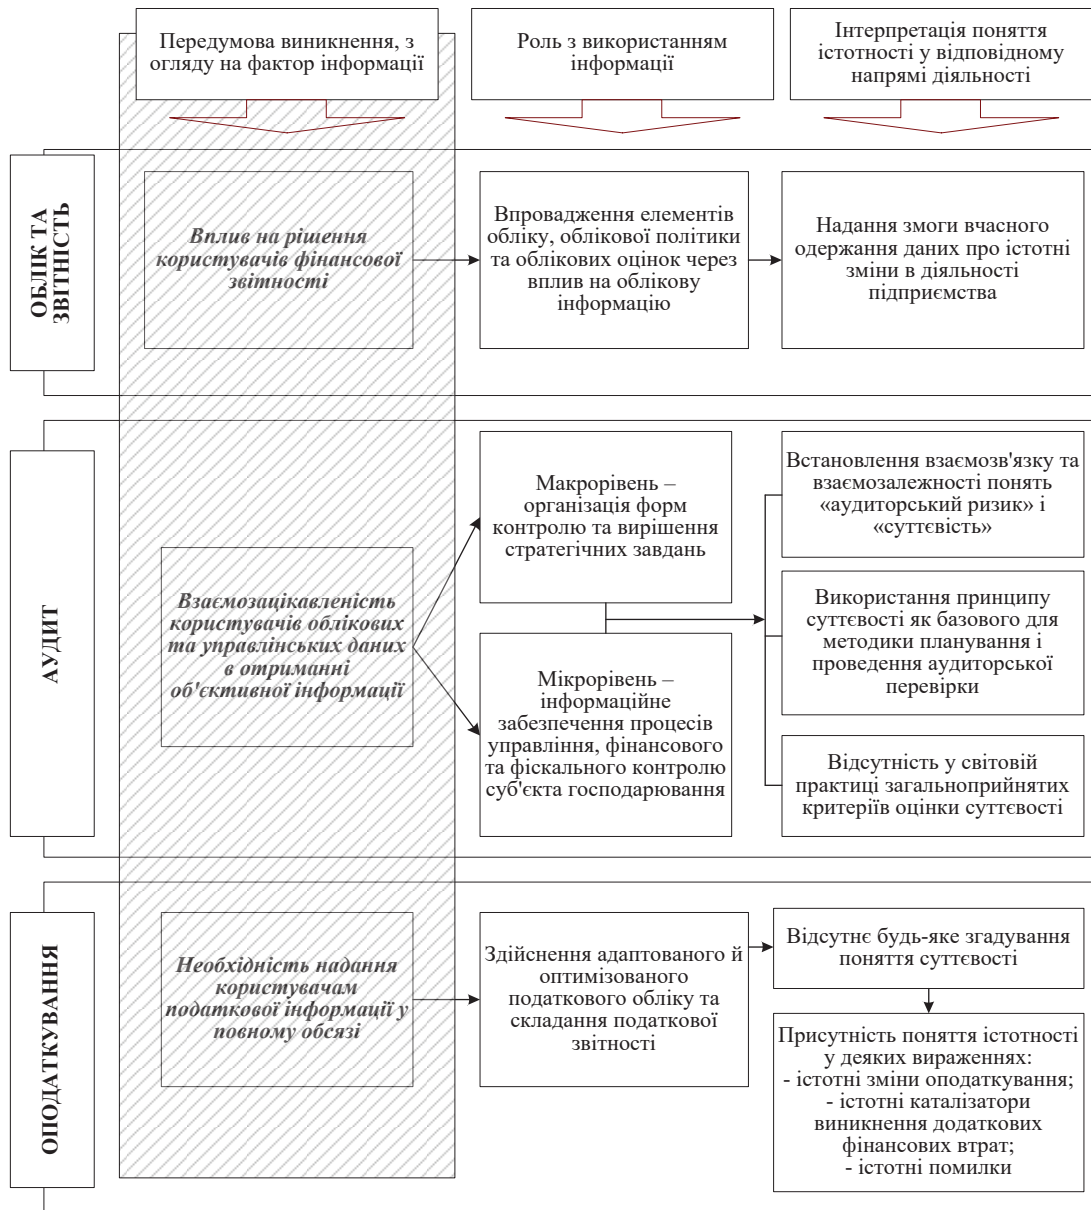 Передумова виникнення, з
огляду на фактор інформації
Роль з використанням
інформації
Інтерпретація поняття
істотності у відповідному
напрямі діяльності
ОБЛІК ТА
ЗВІТНІСТЬ
Вплив на рішення
користувачів фінансової
звітності
Впровадження елементів
обліку, облікової політики
та облікових оцінок через
вплив на облікову
інформацію
Надання змоги вчасного
одержання даних про істотні
зміни в діяльності
підприємства
АУДИТ
Взаємозацікавленість
користувачів облікових
та управлінських даних
в отриманні
об'єктивної інформації
Макрорівень –
організація форм
контролю та вирішення
стратегічних завдань
Мікрорівень –
інформаційне
забезпечення процесів
управління, фінансового
та фіскального контролю
суб'єкта господарювання
Встановлення взаємозв'язку та
взаємозалежності понять
«аудиторський ризик» і
«суттєвість»
Використання принципу
суттєвості як базового для
методики планування і
проведення аудиторської
перевірки
Відсутність у світовій
практиці загальноприйнятих
критеріїв оцінки суттєвості
ОПОДАТКУВАННЯ
Необхідність надання
користувачам
податкової інформації у
повному обсязі
Здійснення адаптованого й
оптимізованого
податкового обліку та
складання податкової
звітності
Відсутнє будь-яке згадування
поняття суттєвості
Присутність поняття істотності
у деяких вираженнях:
- істотні зміни оподаткування;
- істотні каталізатори
виникнення додаткових
фінансових втрат;
- істотні помилки